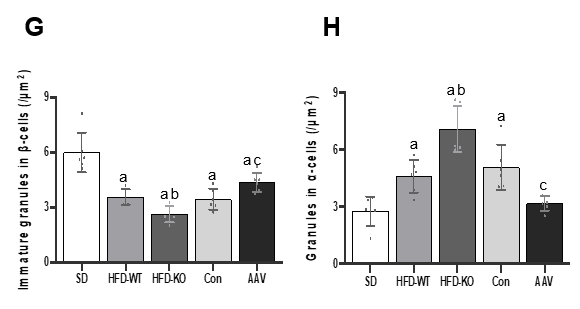 G
H
Immature granules in β-cells (/μm²)
9
6
3
0
a
ab
a
ac
SD
HFD-WT
HFD-KO
Con
AAV
Granules in α-cells (/μm²)
9
6
3
0
a
ab
a
c
SD
HFD-WT
HFD-KO
Con
AAV